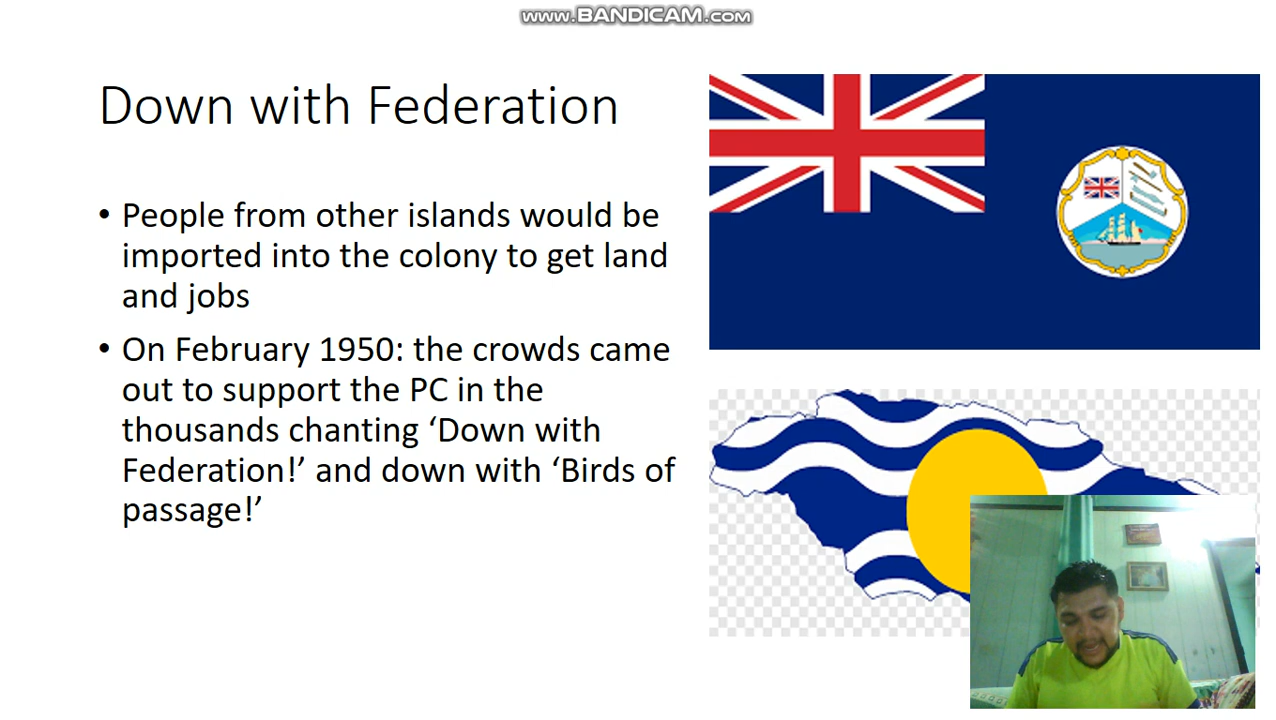 www.BANDICAM.com
Down with Federation
• People from other islands would be
imported into the colony to get land
and jobs
• On February 1950: the crowds came
out to support the PC in the
thousands chanting ‘Down with
Federation!’ and down with ‘Birds of
passage!’